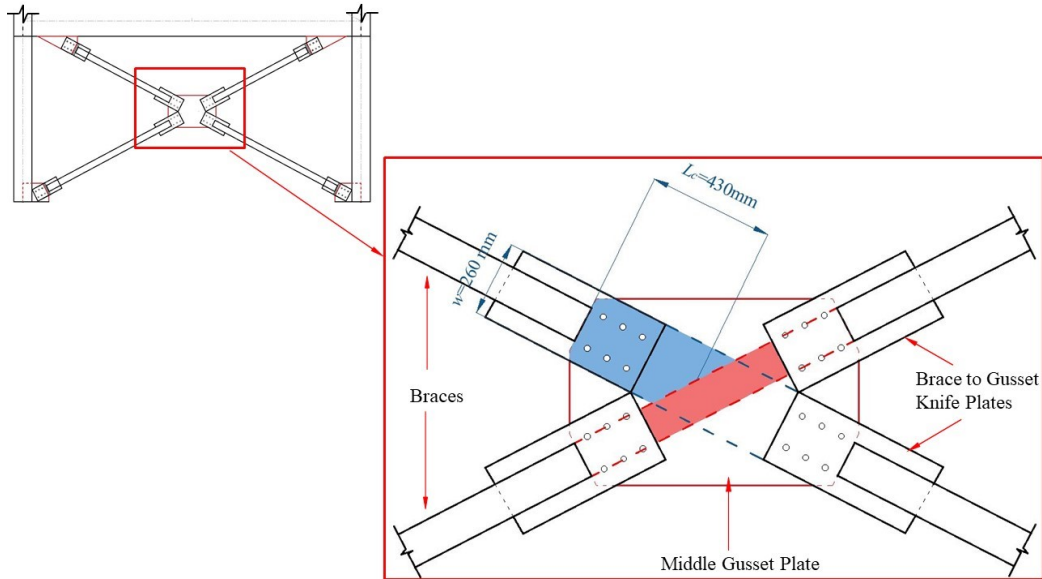 Lc=430mm
w=260 mm
Braces
Brace to Gusset
Knife Plates
Middle Gusset Plate